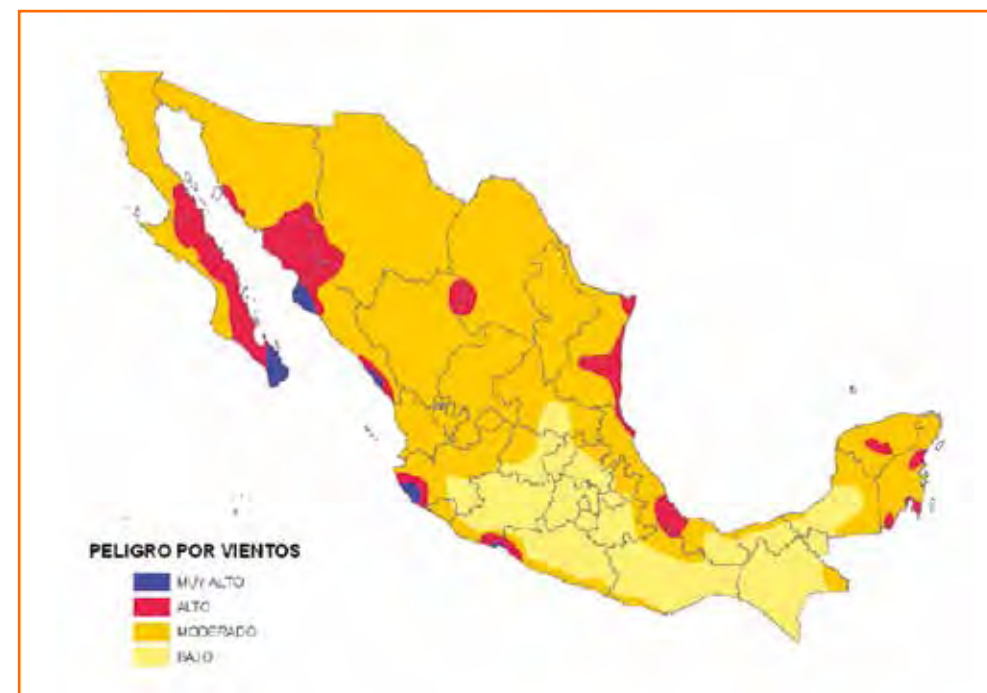 PELIGRO POR VIENTOS
MUY ALTO
ALTO
MODERADO
BAJO